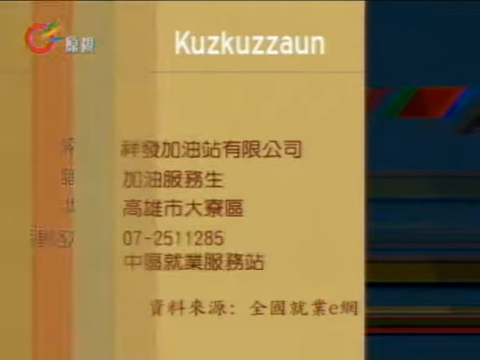 原視
Kuzkuzzaun
祥發加油站有限公司
加油服務生
高雄市大寮區
07-2511285
中區就業服務站
資料來源: 全國就業e網